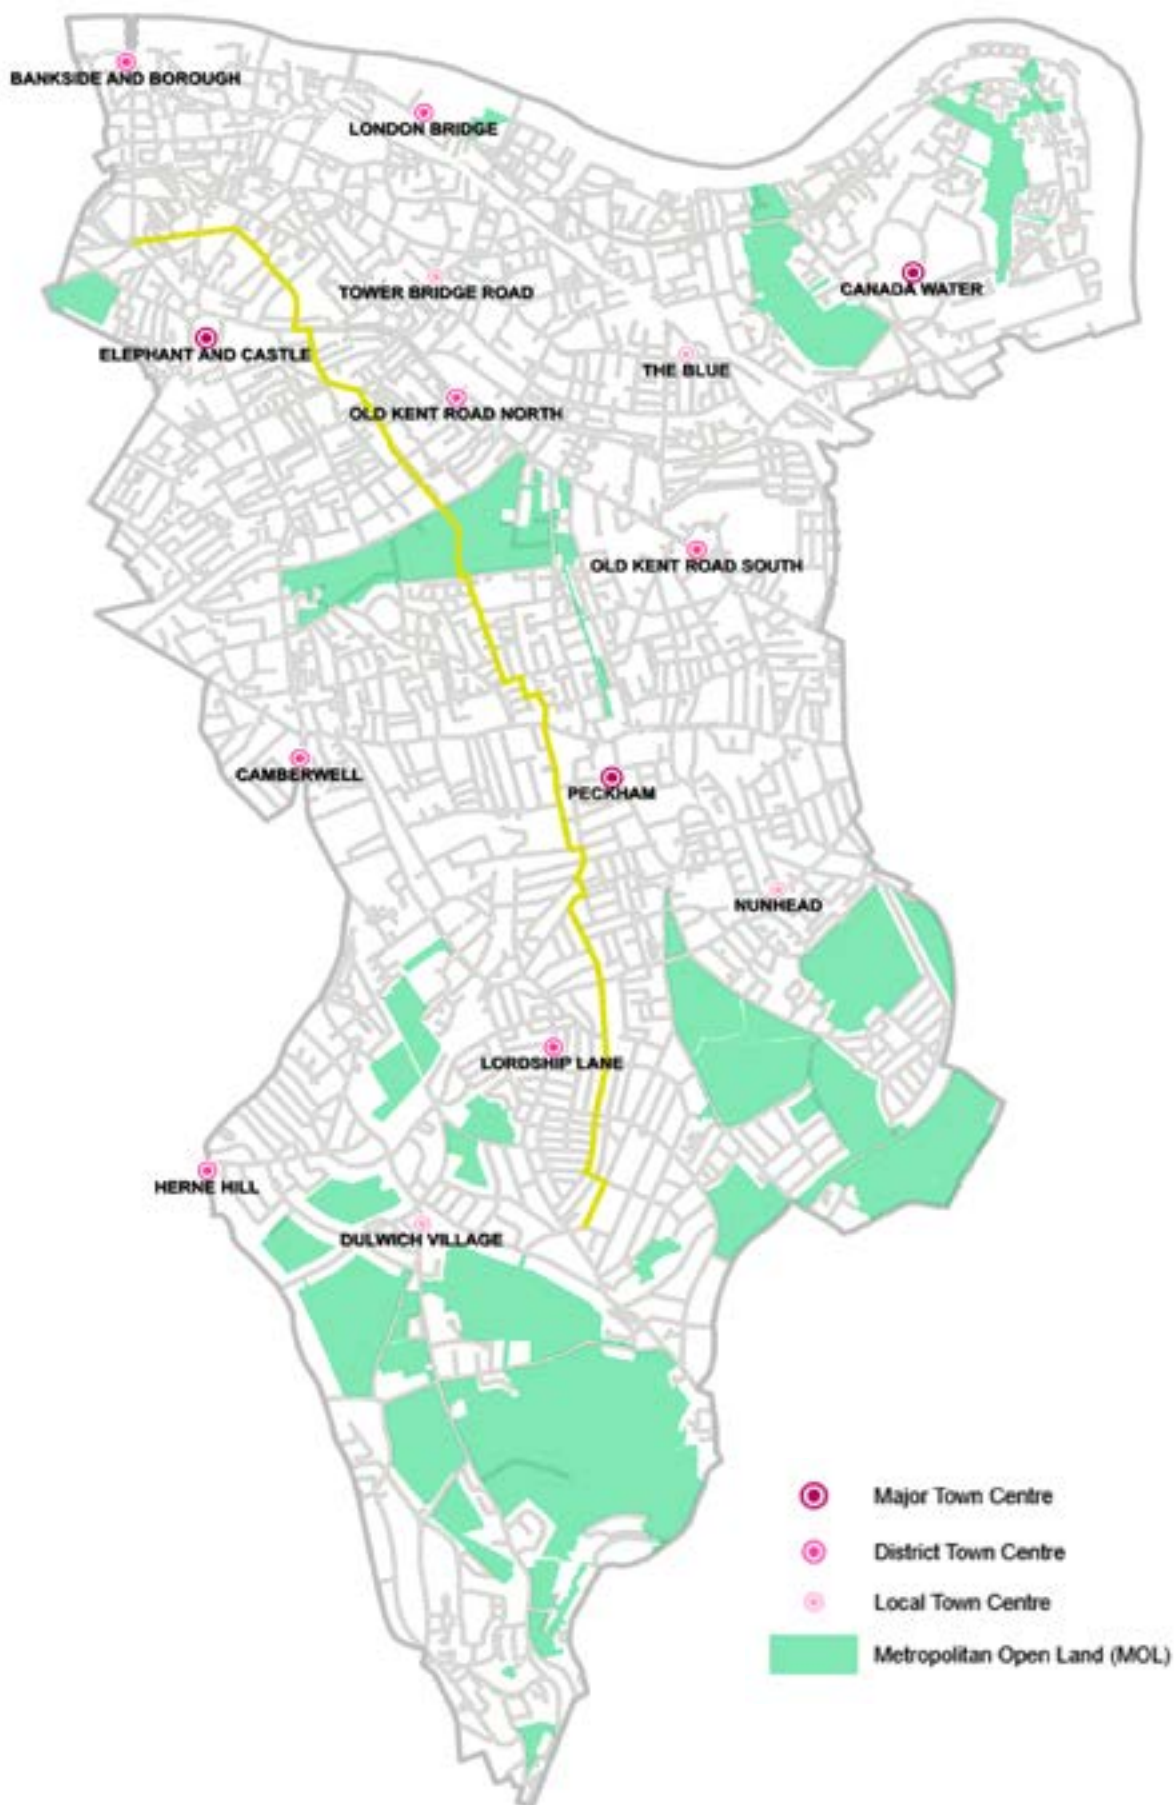 BANKSIDE AND BOROUGH
LONDON BRIDGE
CANADA WATER
TOWER BRIDGE ROAD
ELEPHANT AND CASTLE
THE BLUE
OLD KENT ROAD NORTH
OLD KENT ROAD SOUTH
CAMBERWELL
PECKHAM
NUNHEAD
LORDSHIP LANE
HERNE HILL
DULWICH VILLAGE
Major Town Centre
District Town Centre
Local Town Centre
Metropolitan Open Land (MOL)